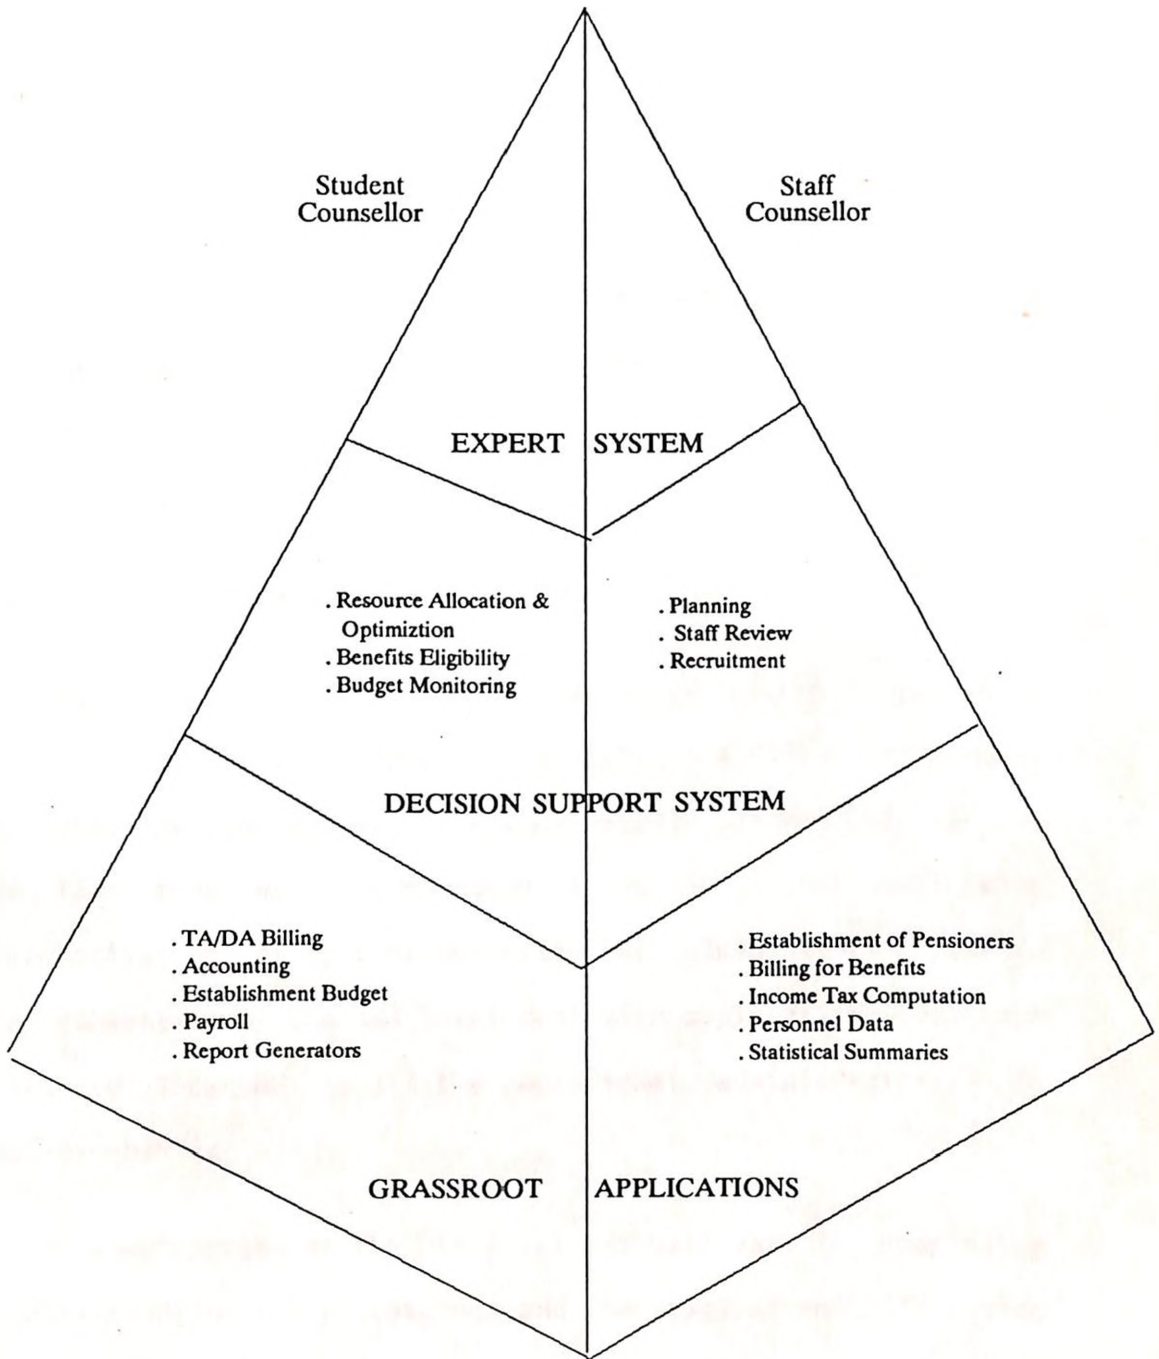 Student
Counsellor
Staff
Counsellor
EXPERT SYSTEM
. Resource Allocation &
Optimiztion
. Benefits Eligibility
. Budget Monitoring
. Planning
. Staff Review
. Recruitment
DECISION SUPPORT SYSTEM
. TA/DA Billing
. Accounting
. Establishment Budget
. Payroll
. Report Generators
. Establishment of Pensioners
. Billing for Benefits
. Income Tax Computation
. Personnel Data
. Statistical Summaries
GRASSROOT APPLICATIONS